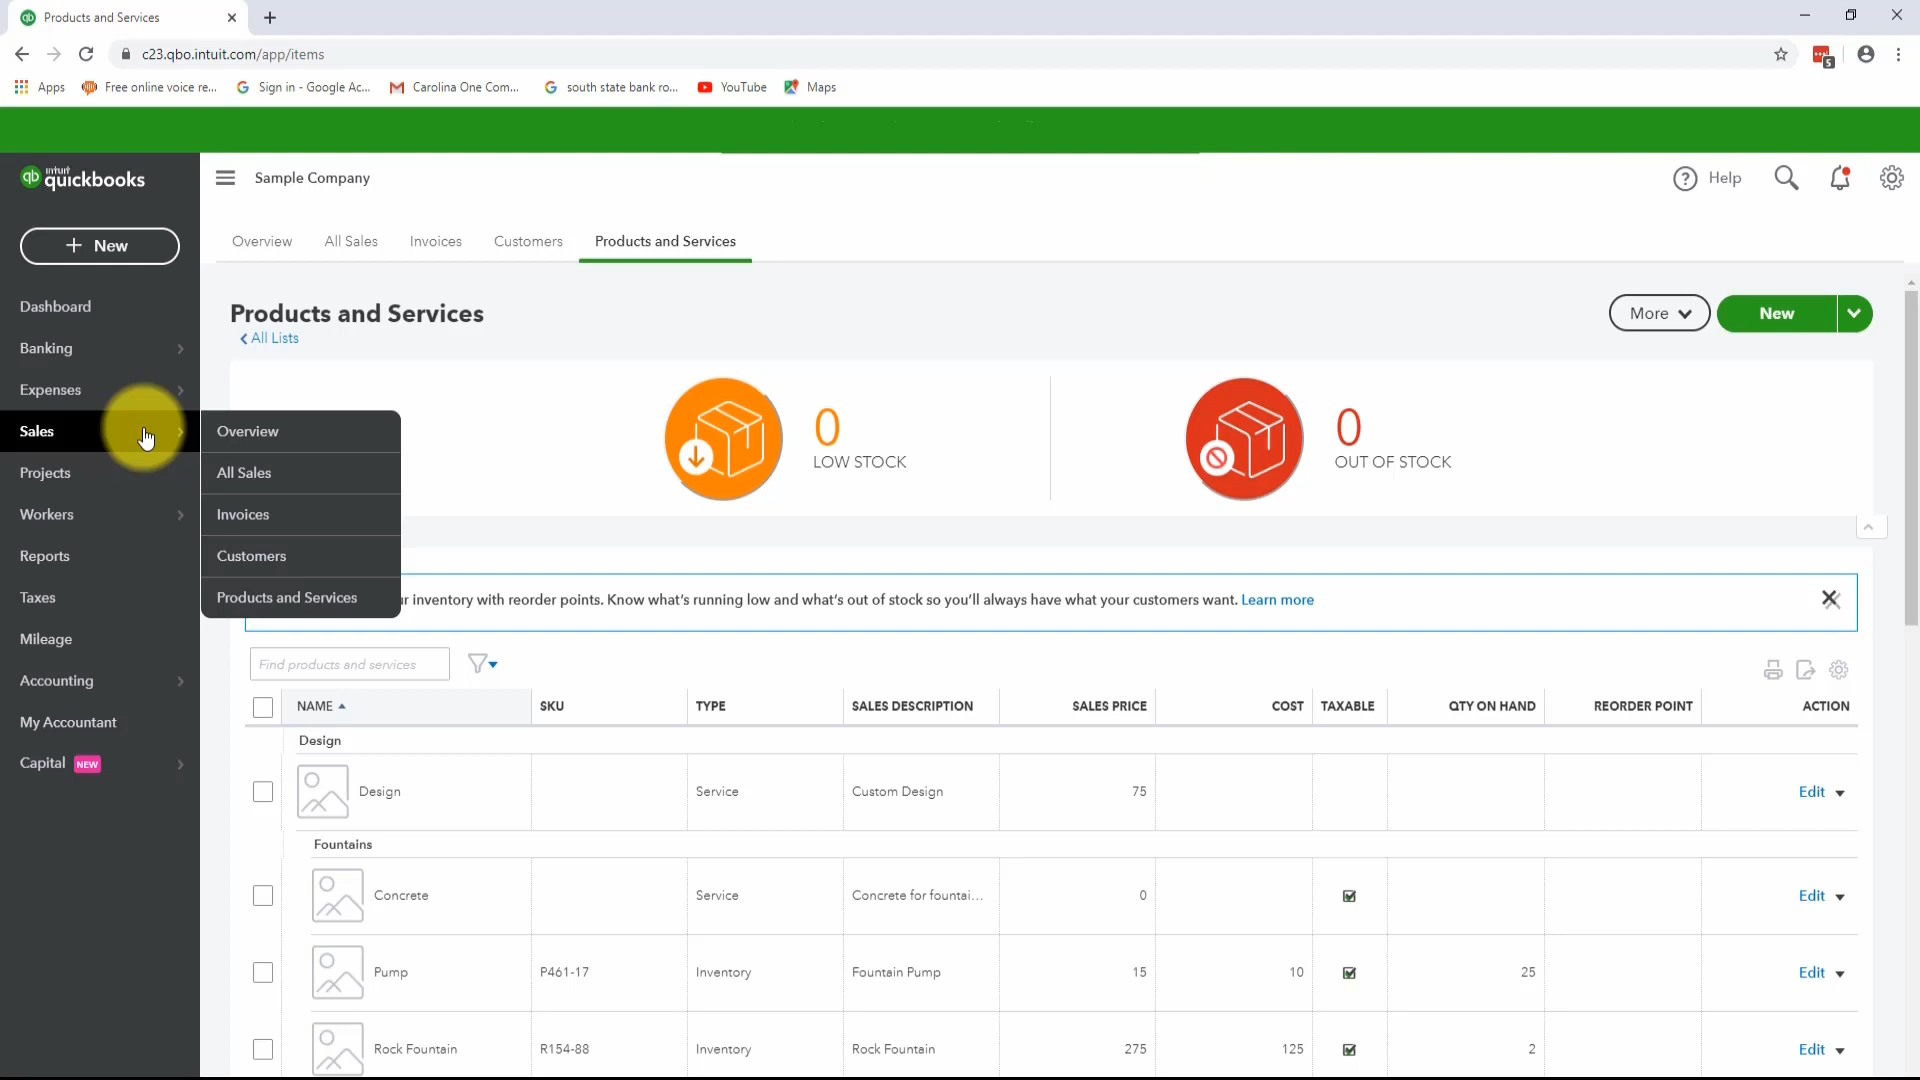 Products and Services
c23.qbo.intuit.com/app/items
5
Apps
Free online voice re...
Sign in - Google Ac...
Carolina One Com...
south state bank ro...
YouTube
Maps
qb intuit quickbooks
Sample Company
? Help
+ New
Overview All Sales Invoices Customers Products and Services
Products and Services
All Lists
More
New
Dashboard
Banking
Expenses
Sales
Projects
Workers
Reports
Taxes
Mileage
Accounting
My Accountant
Capital NEW
Overview
All Sales
Invoices
Customers
Products and Services
0
LOW STOCK
0
OUT OF STOCK
r inventory with reorder points. Know what's running low and what's out of stock so you'll always have what your customers want. Learn more
Find products and services
NAME SKU TYPE SALES DESCRIPTION SALES PRICE COST TAXABLE QTY ON HAND REORDER POINT ACTION
Design
Design Service Custom Design 75 Edit
Fountains
Concrete Service Concrete for fountai... 0 Edit
Pump P461-17 Inventory Fountain Pump 15 10 25 Edit
Rock Fountain R154-88 Inventory Rock Fountain 275 125 2 Edit